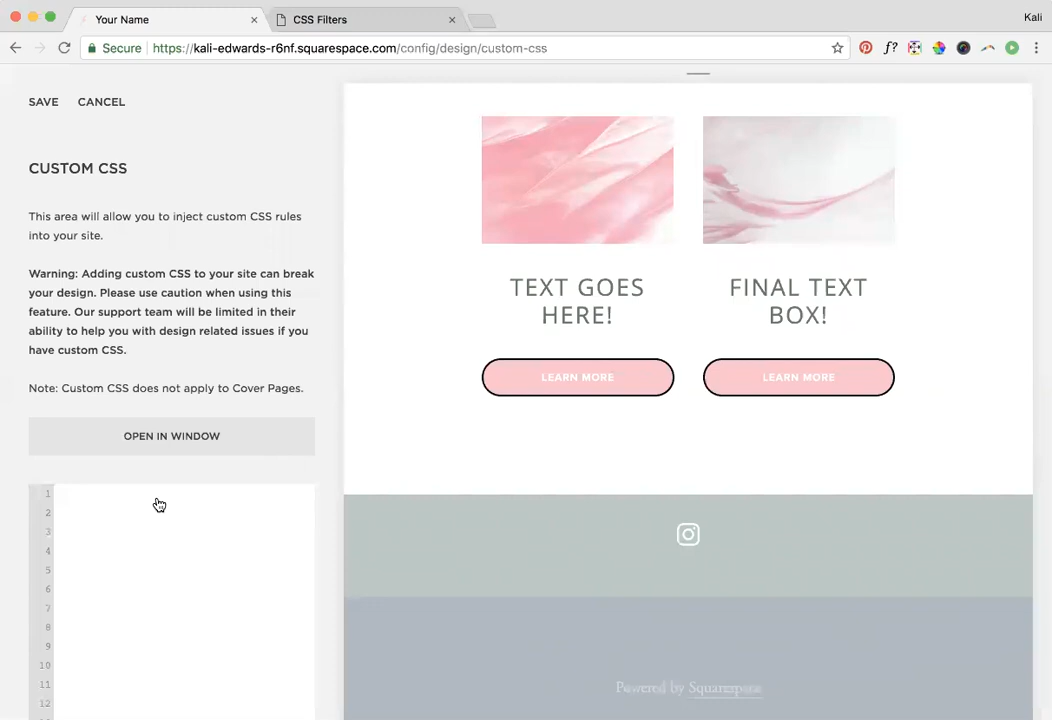 Your Name
CSS Filters
Kali
Secure https://kali-edwards-r6nf.squarespace.com/config/design/custom-css
f?
SAVE CANCEL
CUSTOM CSS
This area will allow you to inject custom CSS rules
into your site.
Warning: Adding custom CSS to your site can break
your design. Please use caution when using this
feature. Our support team will be limited in their
ability to help you with design related issues if you
have custom CSS.
Note: Custom CSS does not apply to Cover Pages.
OPEN IN WINDOW
1
2
3
4
5
6
7
8
9
10
11
12
TEXT GOES
HERE!
LEARN MORE
FINAL TEXT
BOX!
LEARN MORE
Powered by Squarespace